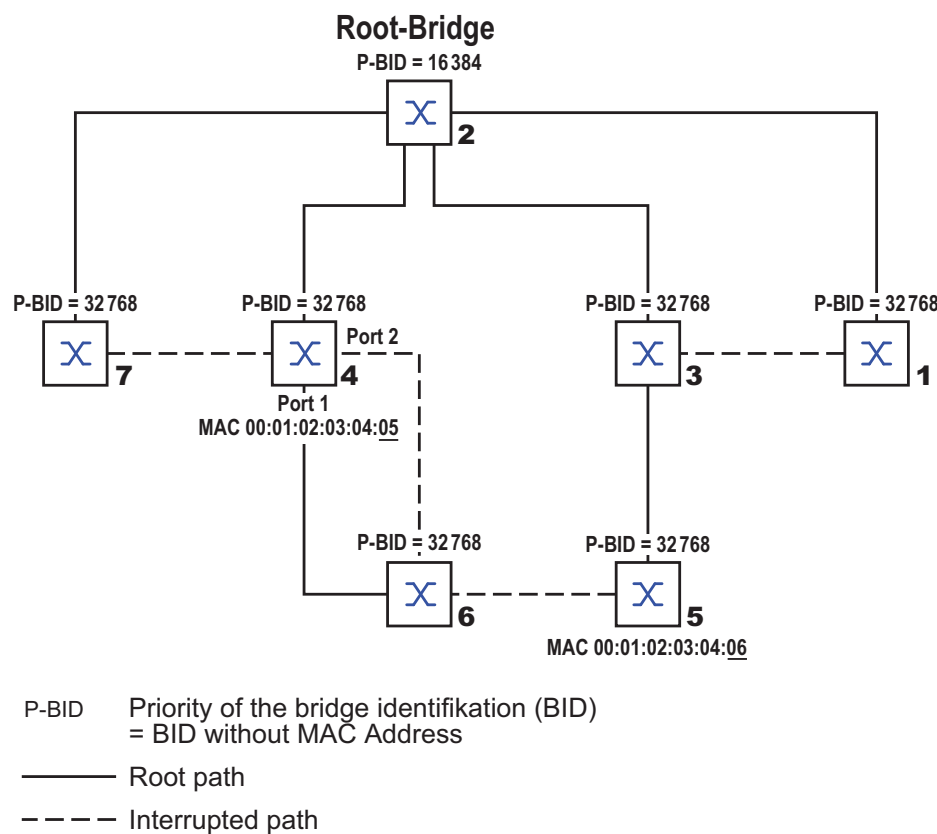 Root-Bridge
P-BID = 16 384
2
P-BID = 32 768
P-BID = 32 768
P-BID = 32 768
P-BID = 32 768
Port 2
7
4
3
1
Port 1
MAC 00:01:02:03:04:05
P-BID = 32 768
P-BID = 32 768
6
5
MAC 00:01:02:03:04:06
P-BID Priority of the bridge identifikation (BID)
= BID without MAC Address
Root path
Interrupted path